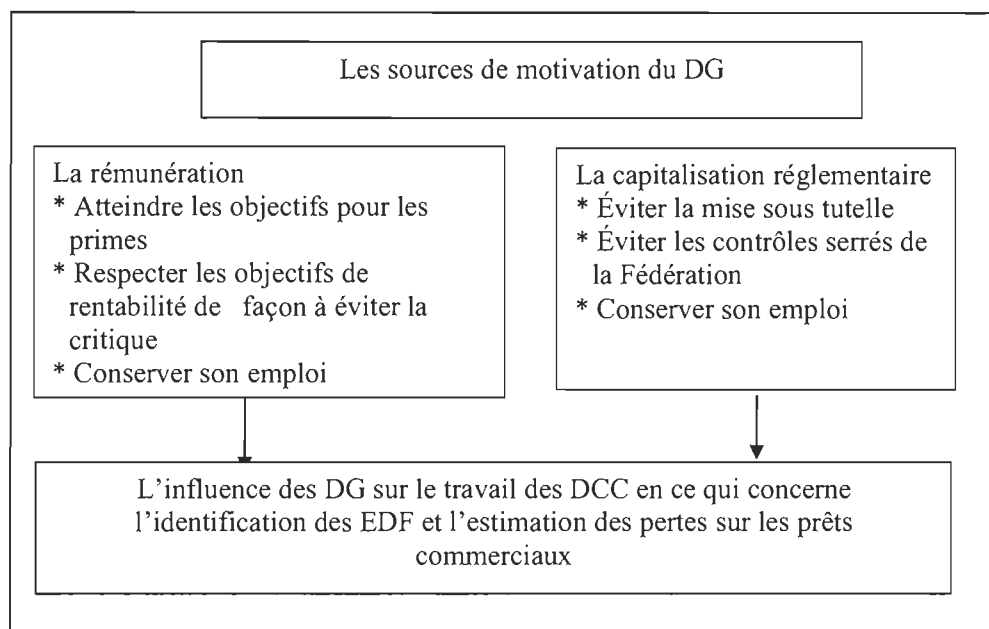 Les sources de motivation du DG
La rémunération
* Atteindre les objectifs pour les
primes
* Respecter les objectifs de
rentabilité de façon à éviter la
critique
* Conserver son emploi
La capitalisation réglementaire
* Éviter la mise sous tutelle
* Éviter les contrôles serrés de
la Fédération
* Conserver son emploi
L'influence des DG sur le travail des DCC en ce qui concerne
l'identification des EDF et l'estimation des pertes sur les prêts
commerciaux